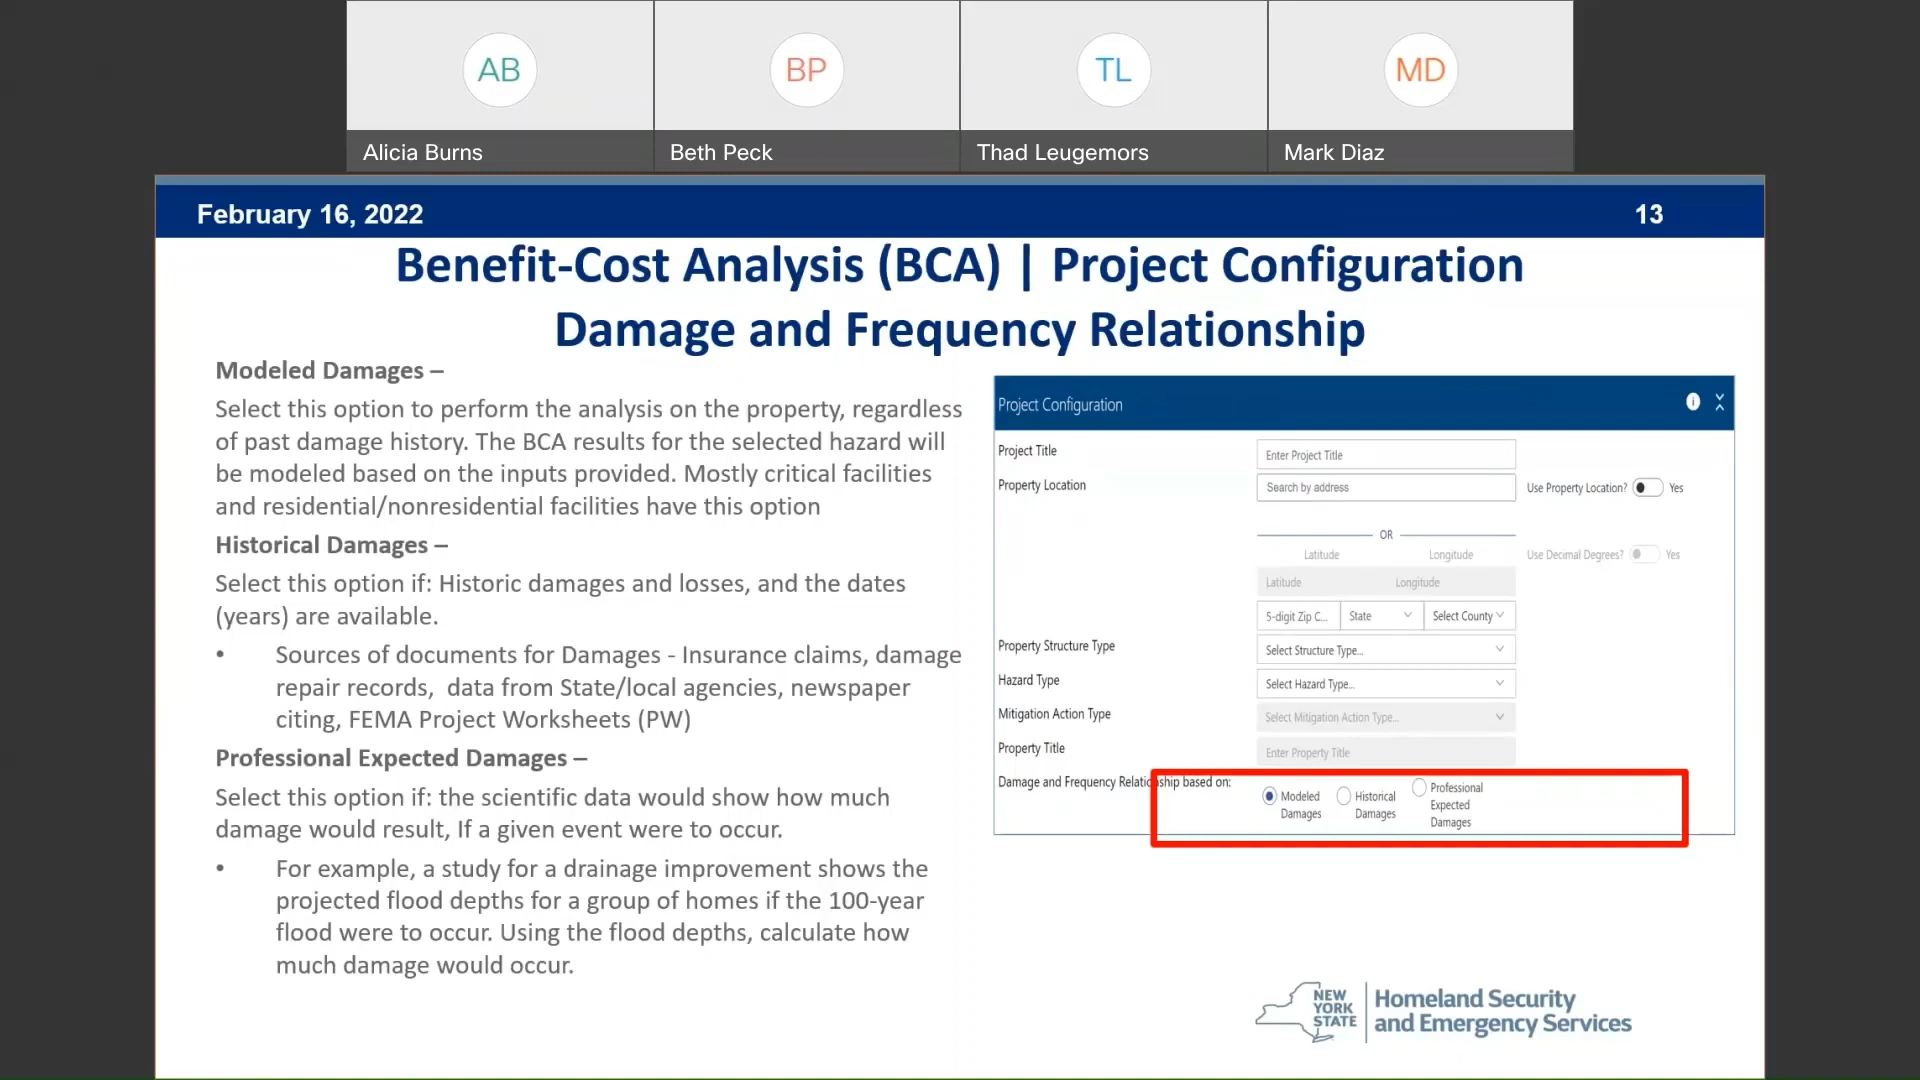 AB
BP
TL
MD
Alicia Burns
Beth Peck
Thad Leugemors
Mark Diaz
February 16, 2022
13
Benefit-Cost Analysis (BCA) | Project Configuration
Damage and Frequency Relationship
Modeled Damages –
Select this option to perform the analysis on the property, regardless
of past damage history. The BCA results for the selected hazard will
be modeled based on the inputs provided. Mostly critical facilities
and residential/nonresidential facilities have this option
Historical Damages –
Select this option if: Historic damages and losses, and the dates
(years) are available.
• Sources of documents for Damages - Insurance claims, damage
repair records,  data from State/local agencies, newspaper
citing, FEMA Project Worksheets (PW)
Professional Expected Damages –
Select this option if: the scientific data would show how much
damage would result, If a given event were to occur.
• For example, a study for a drainage improvement shows the
projected flood depths for a group of homes if the 100-year
flood were to occur. Using the flood depths, calculate how
much damage would occur.
Project Configuration
i
Project Title
Enter Project Title
Property Location
Search by address
Use Property Location?
Yes
OR
Latitude
Longitude
Use Decimal Degrees?
Yes
Latitude
Longitude
5-digit Zip C...
State
Select County
Property Structure Type
Select Structure Type...
Hazard Type
Select Hazard Type...
Mitigation Action Type
Select Mitigation Action Type...
Property Title
Enter Property Title
Damage and Frequency Relationship based on:
Modeled
Damages
Historical
Damages
Professional
Expected
Damages
NEW
YORK
STATE
Homeland Security
and Emergency Services